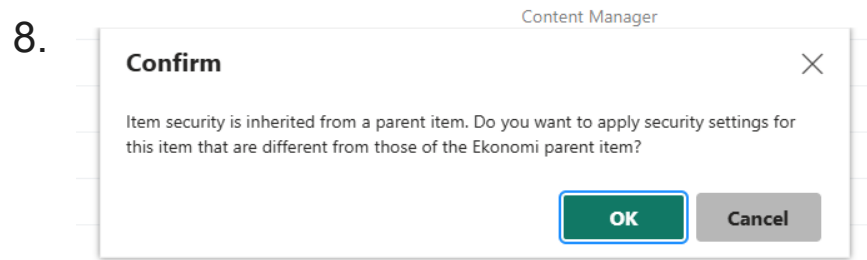 Content Manager
8.
Confirm
Item security is inherited from a parent item. Do you want to apply security settings for
this item that are different from those of the Ekonomi parent item?
OK Cancel